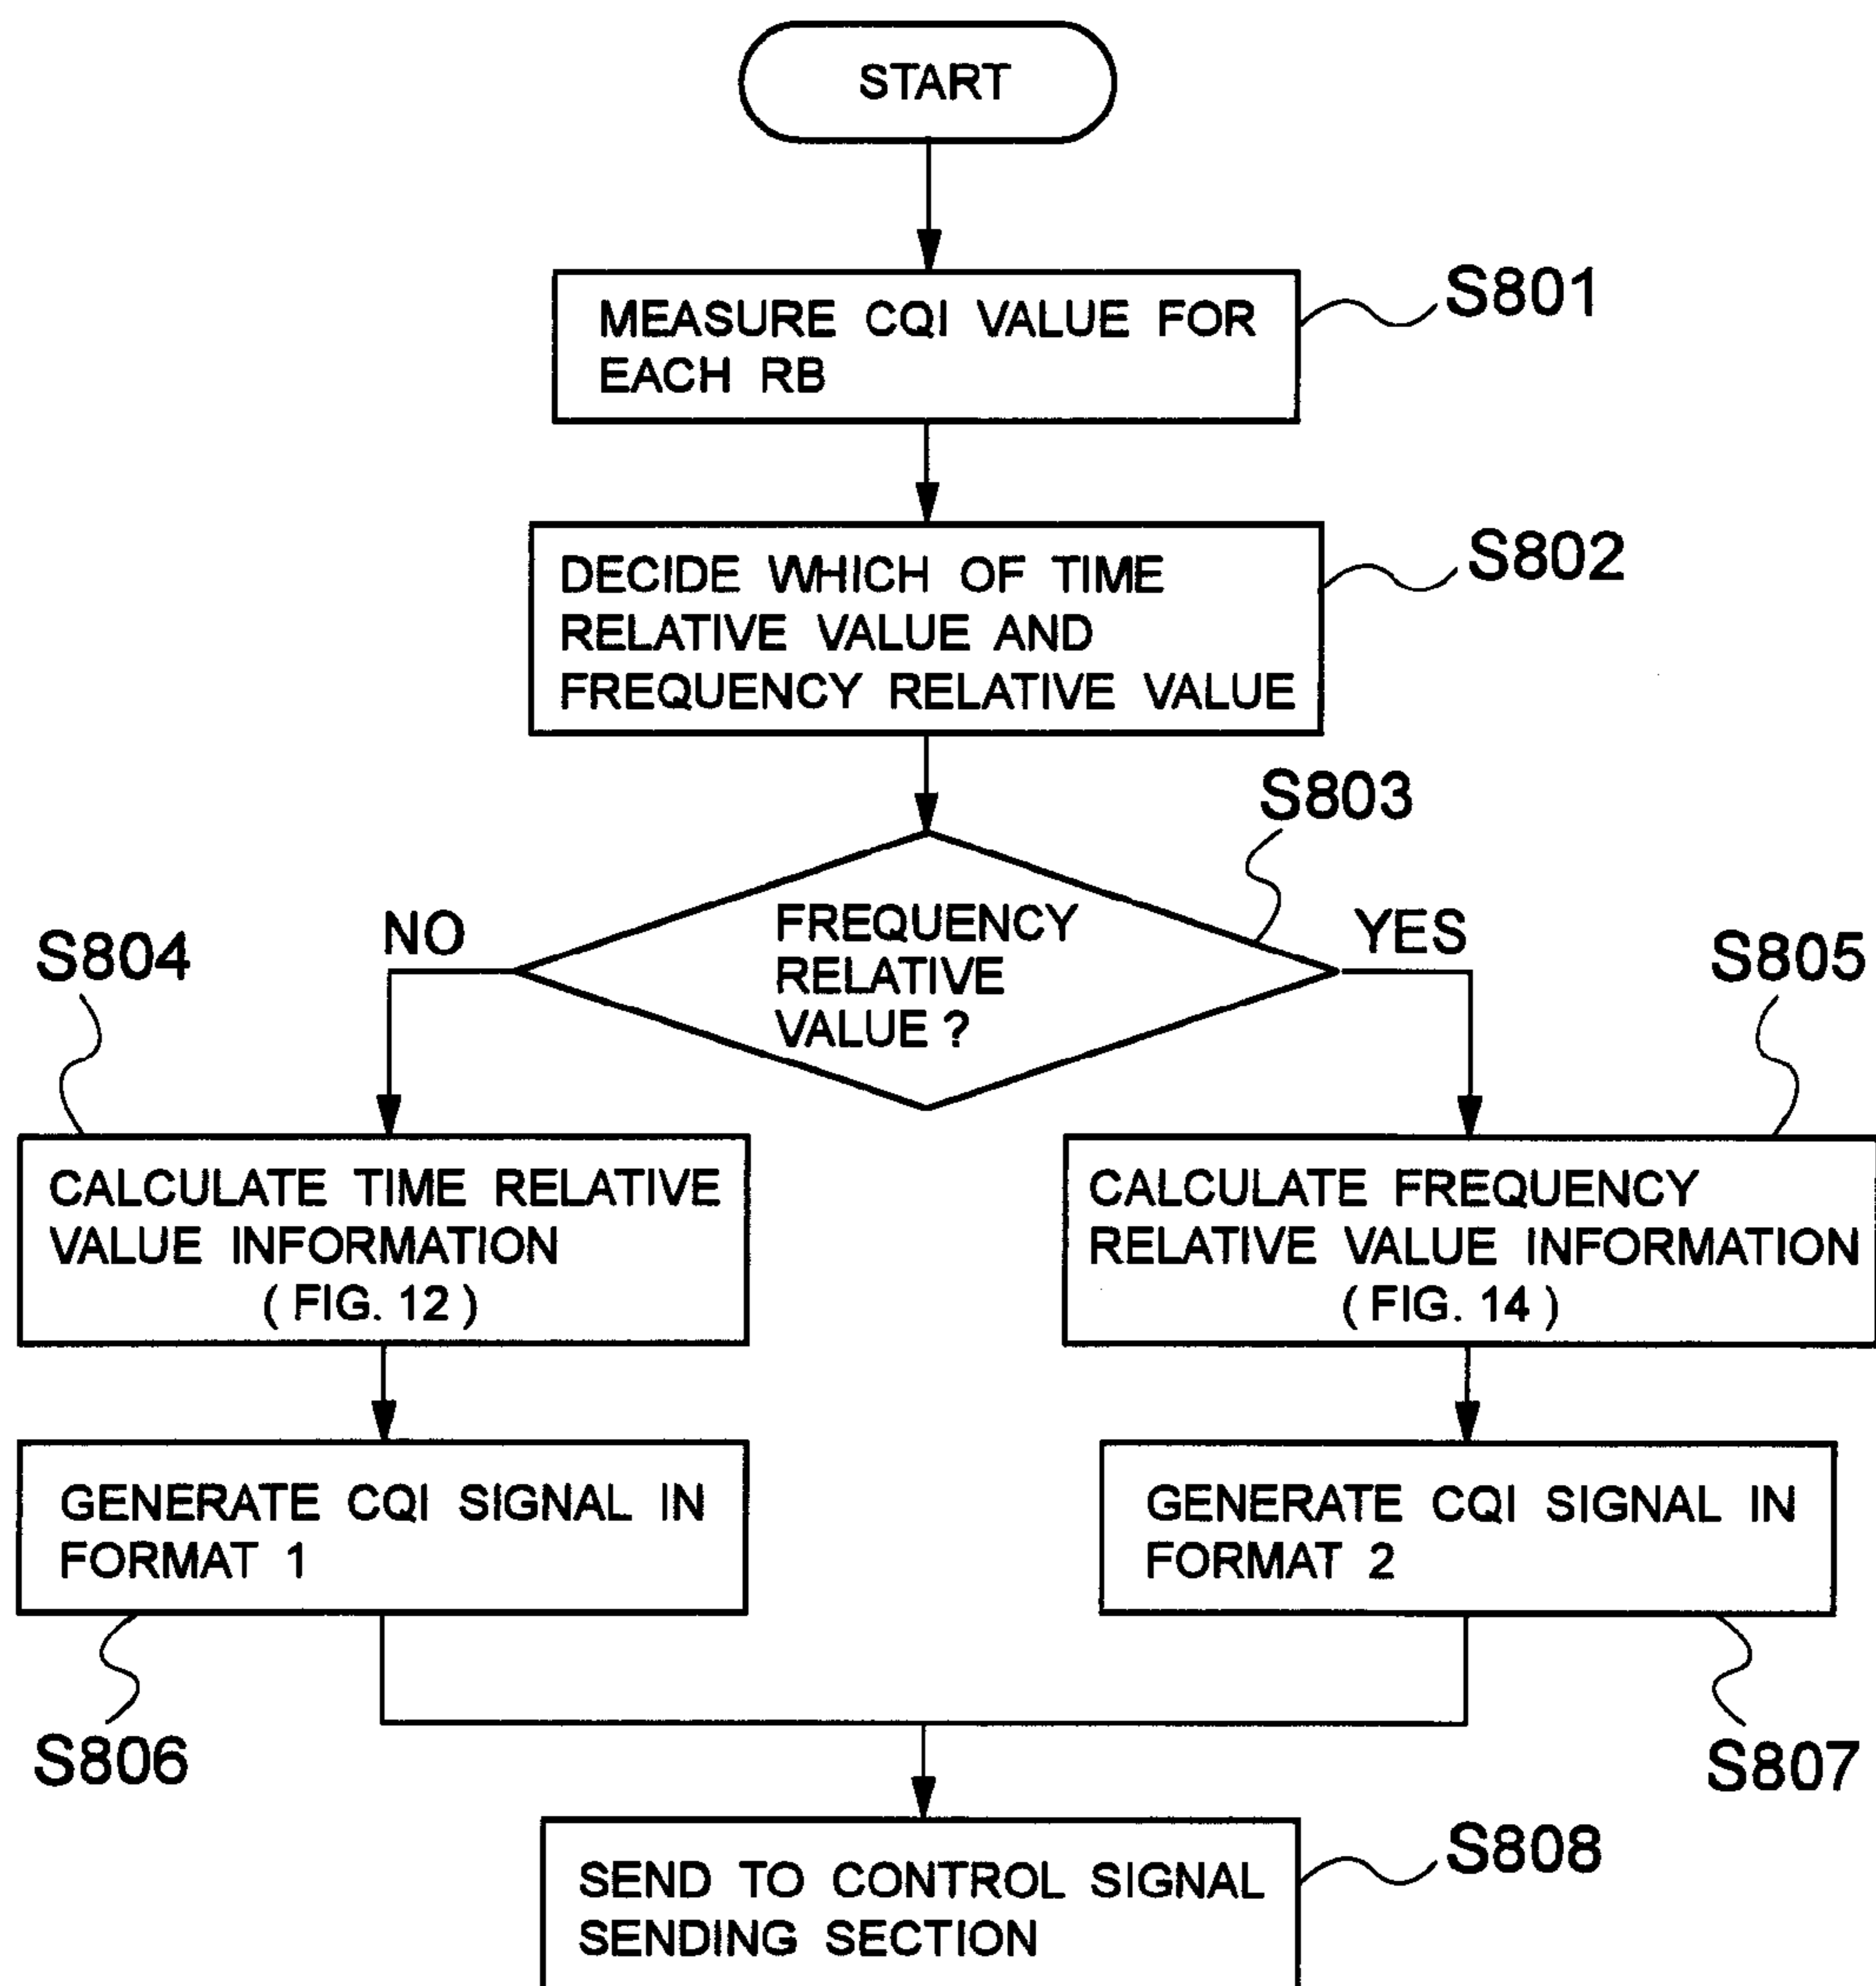 START
MEASURE CQI VALUE FOR
EACH RB
S801
DECIDE WHICH OF TIME
RELATIVE VALUE AND
FREQUENCY RELATIVE VALUE
S802
S803
FREQUENCY
RELATIVE
VALUE ?
NO
YES
S804
S805
CALCULATE TIME RELATIVE
VALUE INFORMATION
( FIG. 12 )
CALCULATE FREQUENCY
RELATIVE VALUE INFORMATION
( FIG. 14 )
GENERATE CQI SIGNAL IN
FORMAT 1
GENERATE CQI SIGNAL IN
FORMAT 2
S806
S807
SEND TO CONTROL SIGNAL
SENDING SECTION
S808